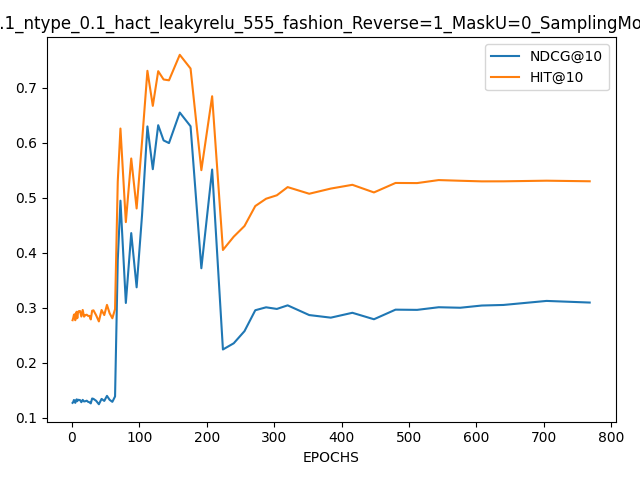 .1_ntype_0.1_hact_leakyrelu_555_fashion_Reverse=1_MaskU=0_SamplingMo
NDCG@10
HIT@10
0.7
0.6
0.5
0.4
0.3
0.2
0.1
0 100 200 300 400 500 600 700 800
EPOCHS